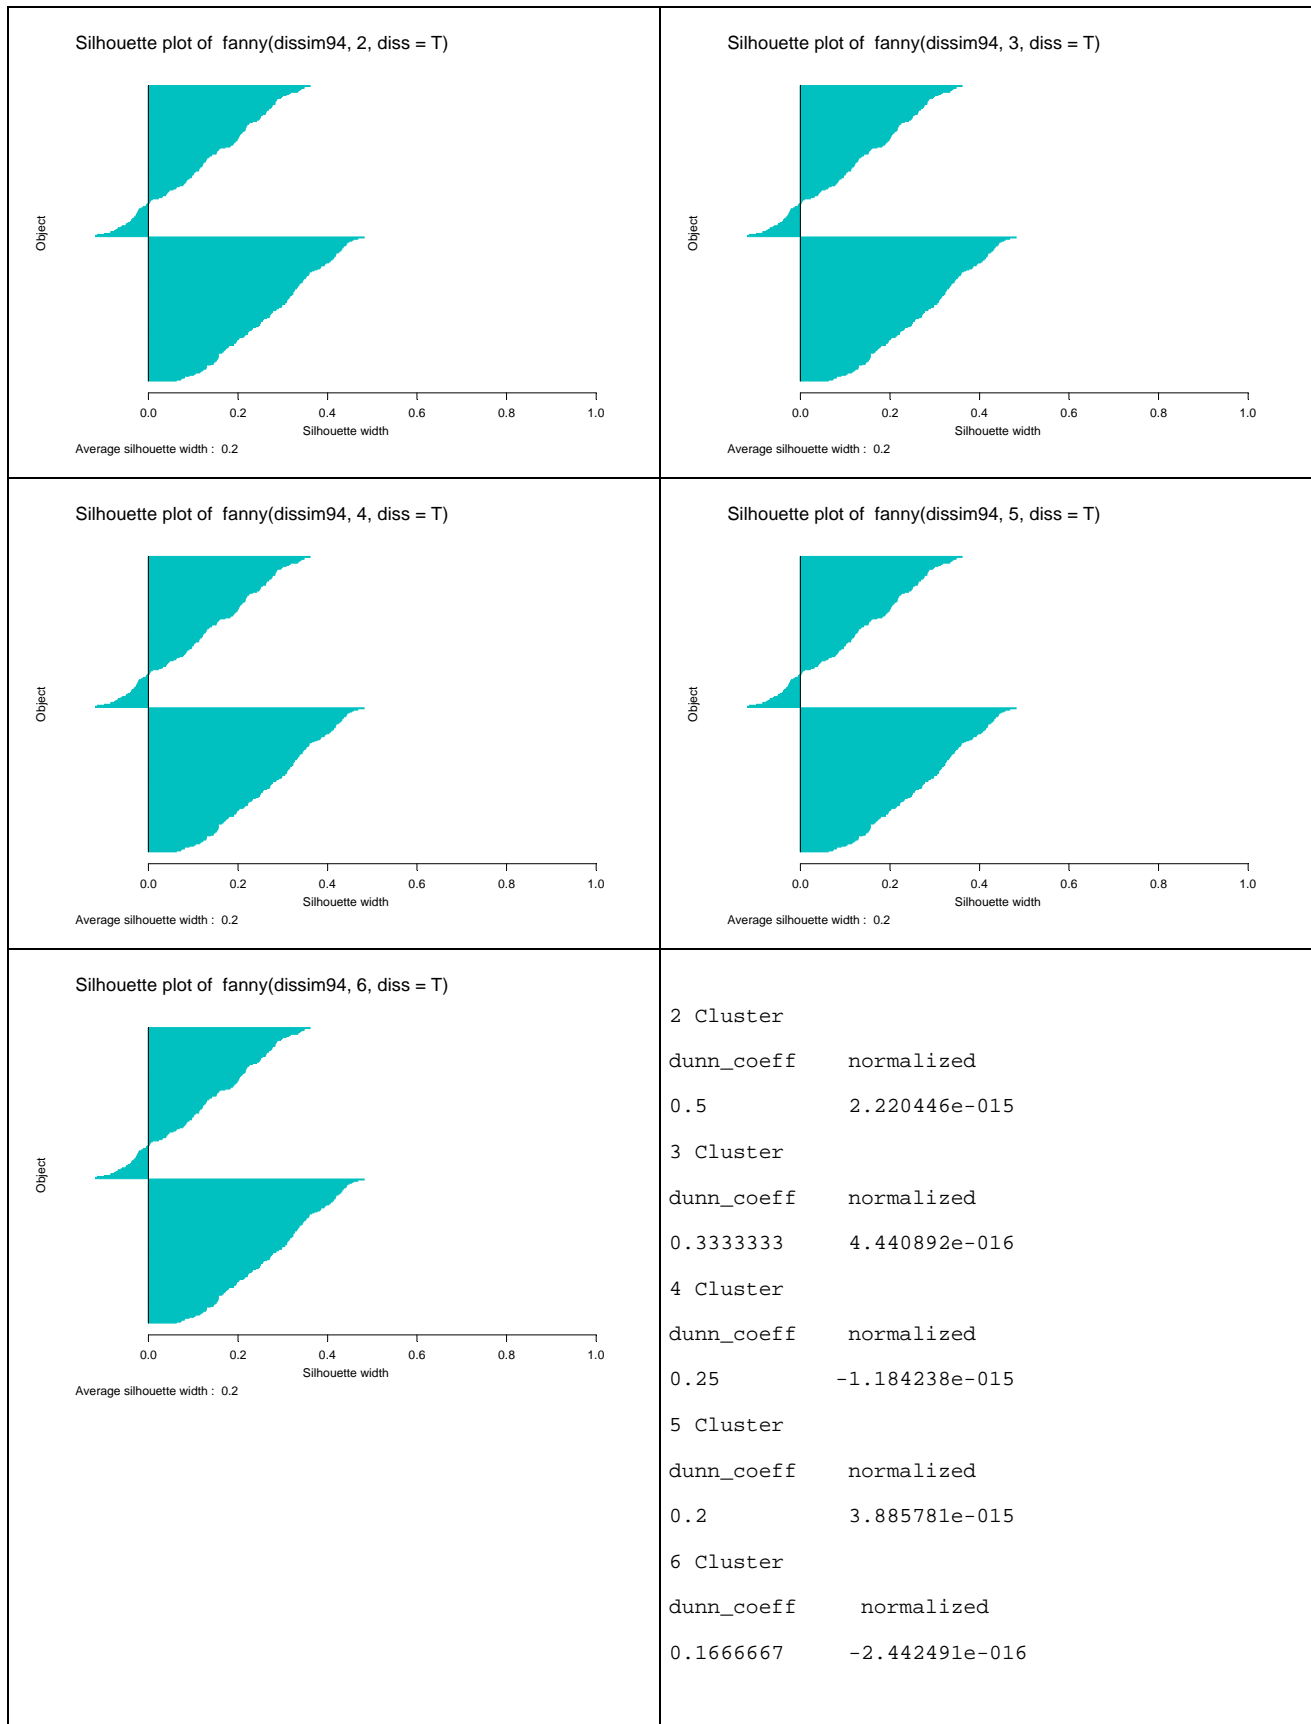 Silhouette plot of fanny(dissim94, 2, diss = T)
Object
0.0 0.2 0.4 0.6 0.8 1.0
Silhouette width
Average silhouette width : 0.2
Silhouette plot of fanny(dissim94, 3, diss = T)
Object
0.0 0.2 0.4 0.6 0.8 1.0
Silhouette width
Average silhouette width : 0.2
Silhouette plot of fanny(dissim94, 4, diss = T)
Object
0.0 0.2 0.4 0.6 0.8 1.0
Silhouette width
Average silhouette width : 0.2
Silhouette plot of fanny(dissim94, 5, diss = T)
Object
0.0 0.2 0.4 0.6 0.8 1.0
Silhouette width
Average silhouette width : 0.2
Silhouette plot of fanny(dissim94, 6, diss = T)
Object
0.0 0.2 0.4 0.6 0.8 1.0
Silhouette width
Average silhouette width : 0.2
2 Cluster
dunn_coeff normalized
0.5 2.220446e-015
3 Cluster
dunn_coeff normalized
0.3333333 4.440892e-016
4 Cluster
dunn_coeff normalized
0.25 -1.184238e-015
5 Cluster
dunn_coeff normalized
0.2 3.885781e-015
6 Cluster
dunn_coeff normalized
0.1666667 -2.442491e-016